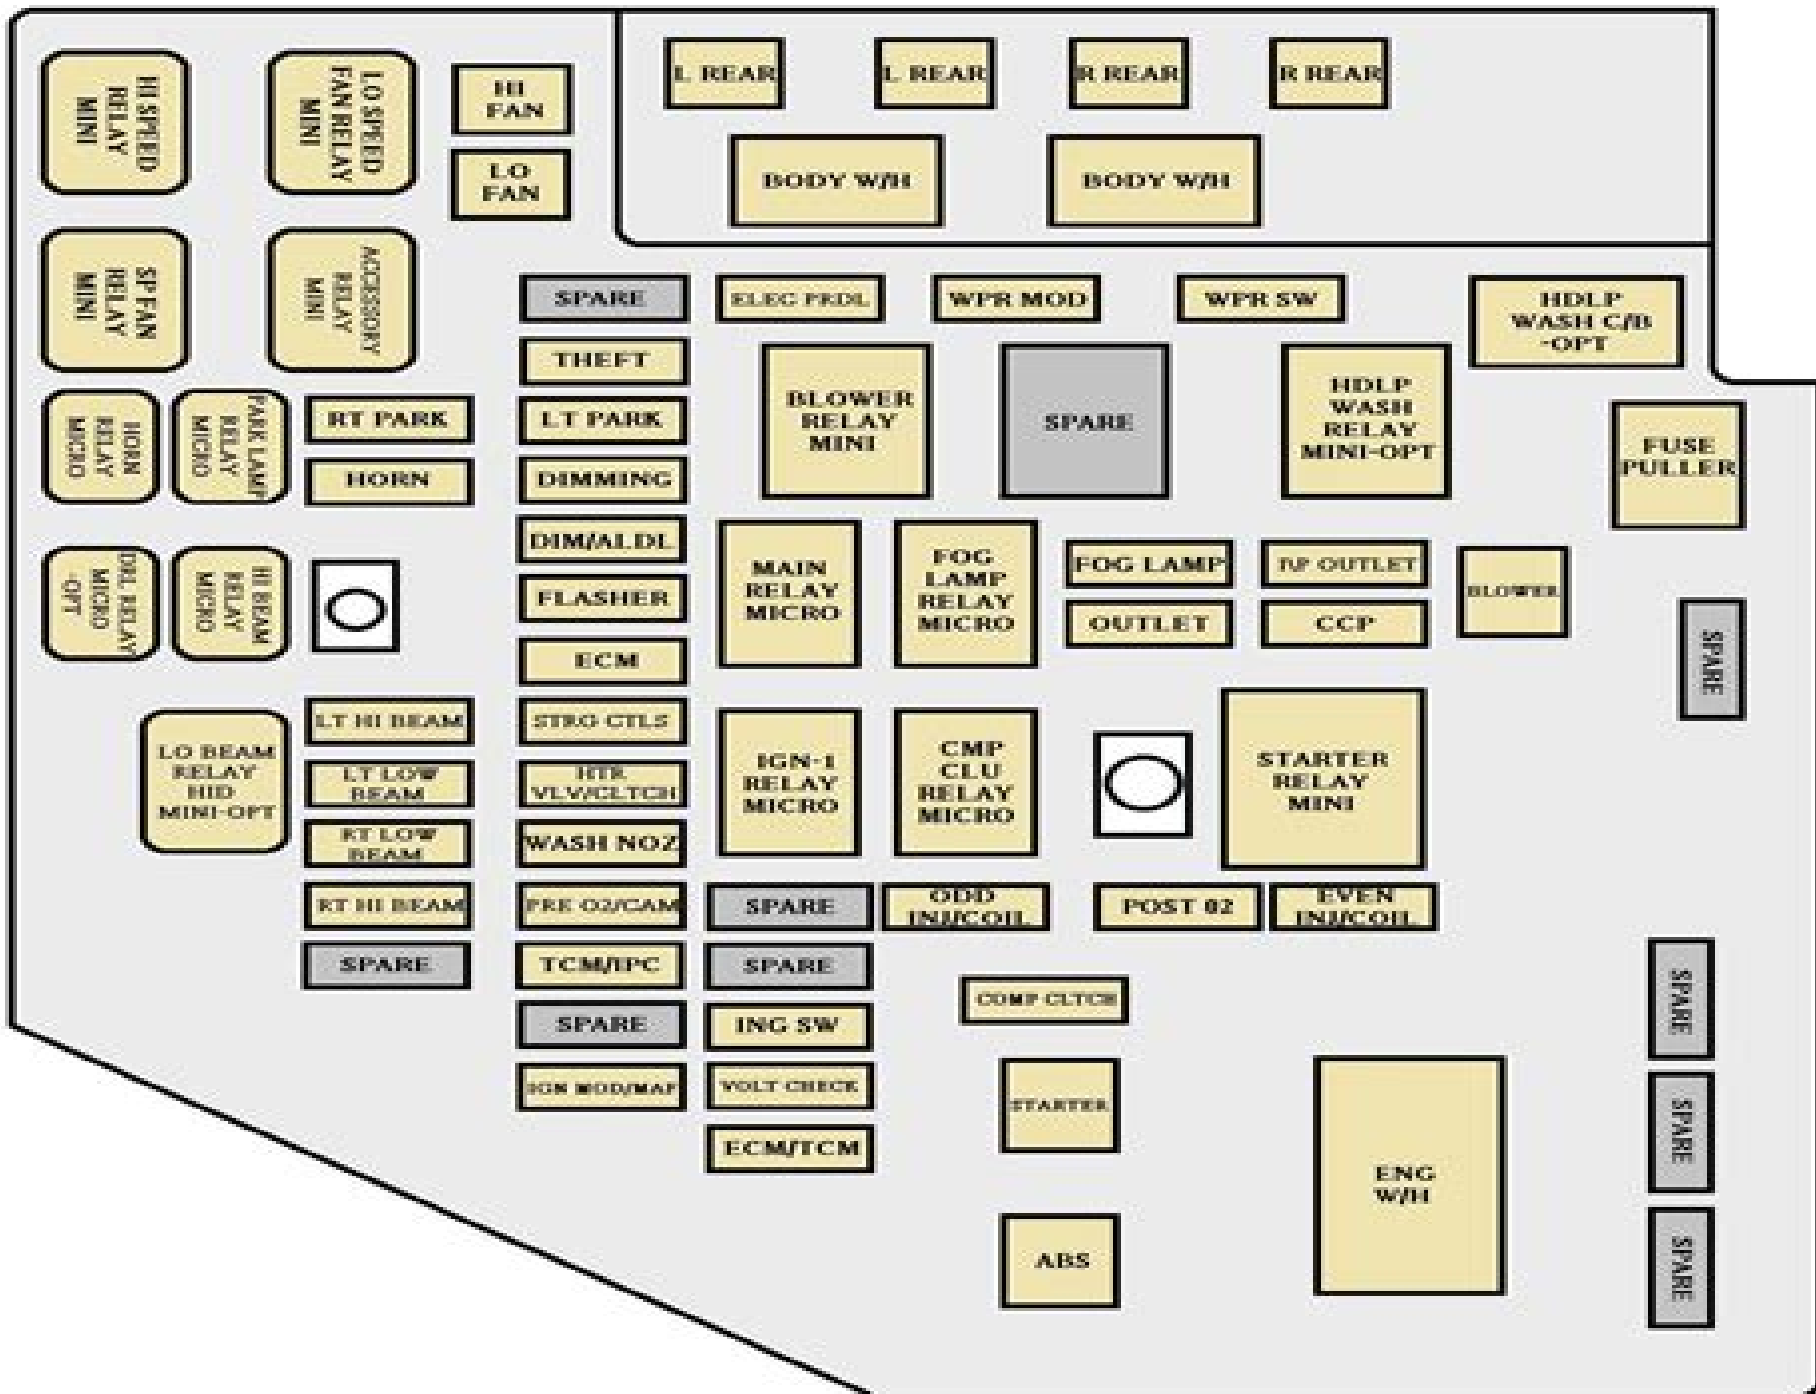 HI SPEED
RELAY
MINI
LO SPEED
FAN RELAY
MINI
HI
FAN
LO
FAN
L REAR
L REAR
R REAR
R REAR
BODY W/H
BODY W/H
SP FAN
RELAY
MINI
ACCESSORY
RELAY
MINI
SPARE
ELEC PRDL
WPR MOD
WPR SW
HDLP
WASH C/B
-OPT
THEFT
BLOWER
RELAY
MINI
SPARE
HDLP
WASH
RELAY
MINI-OPT
FUSE
PULLER
HORN
RELAY
MICRO
PARK LAMP
RELAY
MICRO
RT PARK
HORN
LT PARK
DIMMING
DIM/ALDL
FLASHER
ECM
MAIN
RELAY
MICRO
FOG
LAMP
RELAY
MICRO
FOG LAMP
OUTLET
OUTLET
CCP
BLOWER
SPARE
DRL RELAY
MICRO
-OPT
HI BEAM
RELAY
MICRO
LO BEAM
RELAY
HID
MINI-OPT
LT HI BEAM
LT LOW
BEAM
RT LOW
BEAM
RT HI BEAM
SPARE
STRG CTLS
HTR
VLV/CLTCH
WASH NOZ
PRE O2/CAM
TCM/IPC
SPARE
IGN MOD/MAF
IGN-1
RELAY
MICRO
CMP
CLU
RELAY
MICRO
STARTER
RELAY
MINI
SPARE
ODD
INJ/COIL
POST 02
EVEN
INJ/COIL
SPARE
ING SW
VOLT CHECK
ECM/TCM
COMP CLTCH
STARTER
ABS
ENG
W/H
SPARE
SPARE
SPARE